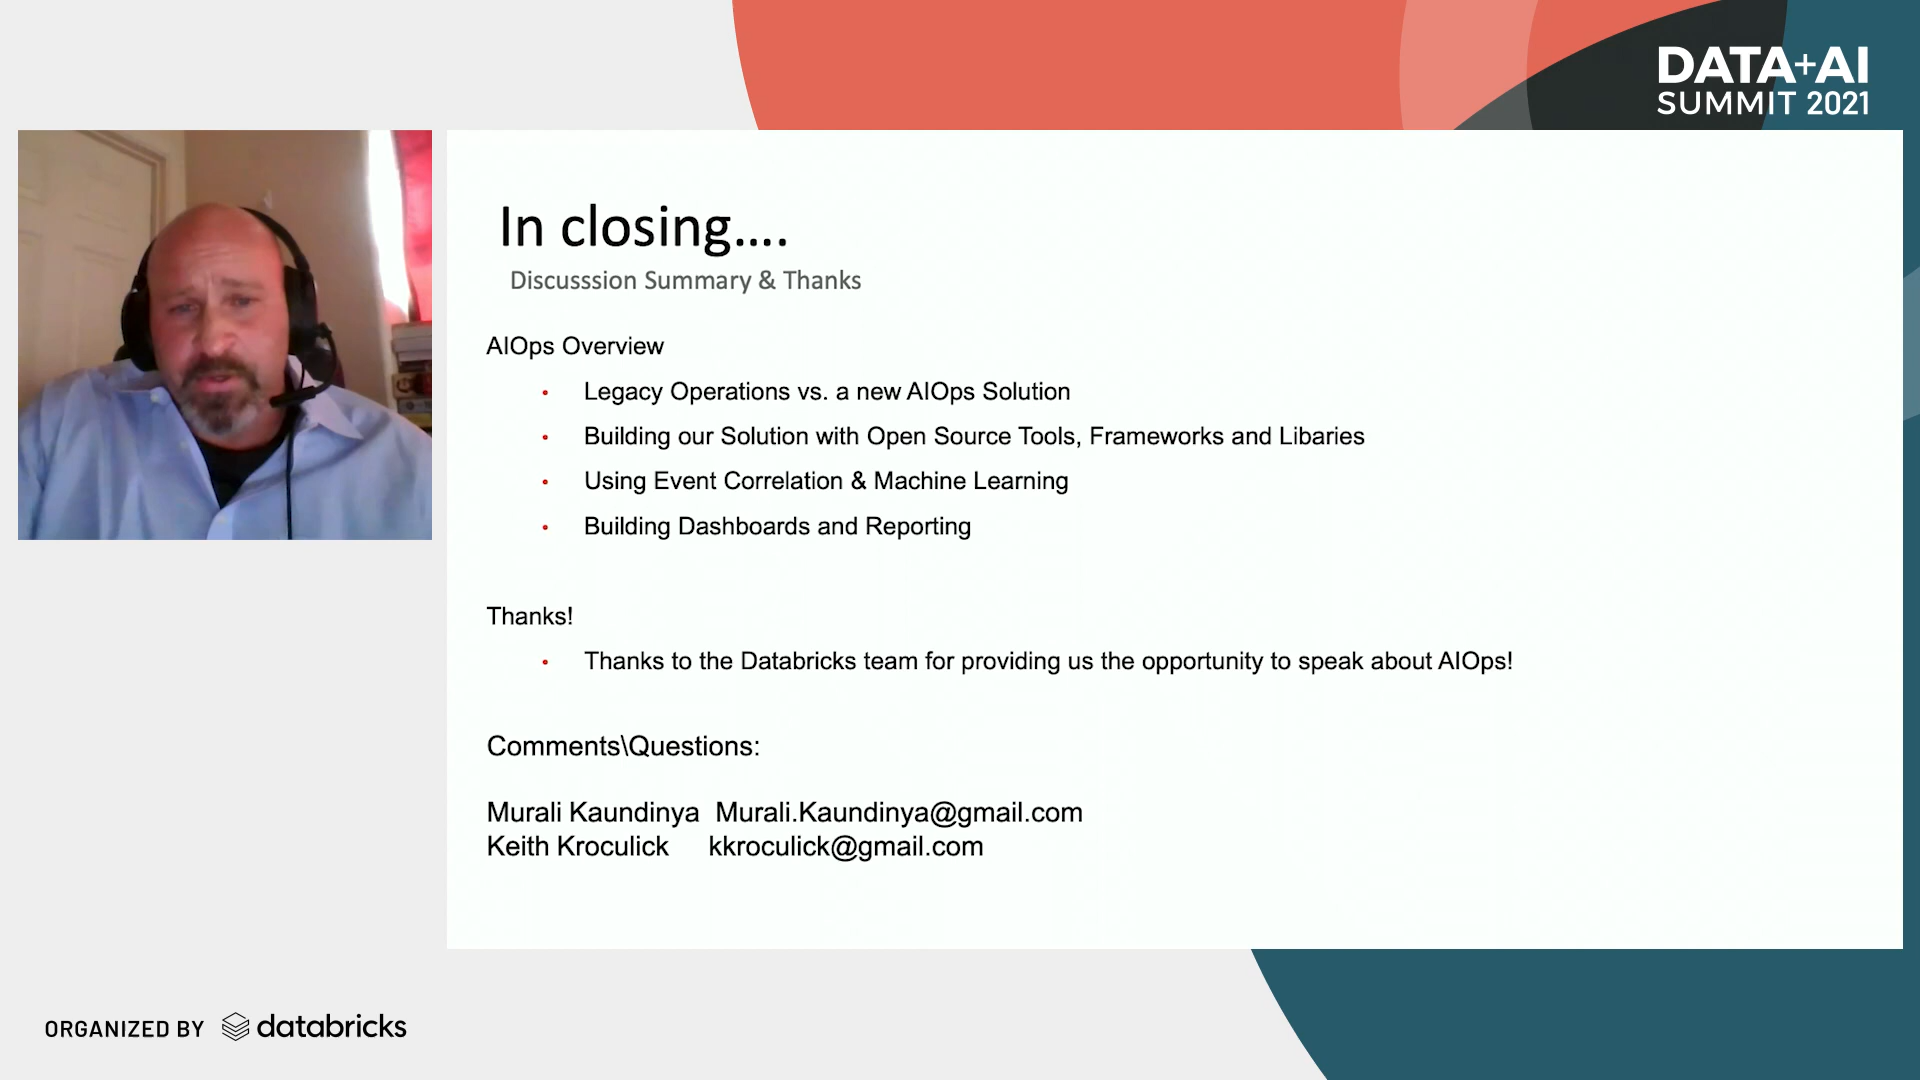 DATA+AI
SUMMIT 2021
In closing....
Discusssion Summary & Thanks
AIOps Overview
• Legacy Operations vs. a new AIOps Solution
• Building our Solution with Open Source Tools, Frameworks and Libaries
• Using Event Correlation & Machine Learning
• Building Dashboards and Reporting
Thanks!
• Thanks to the Databricks team for providing us the opportunity to speak about AIOps!
Comments\Questions:
Murali Kaundinya Murali.Kaundinya@gmail.com
Keith Kroculick kkroculick@gmail.com
ORGANIZED BY databricks